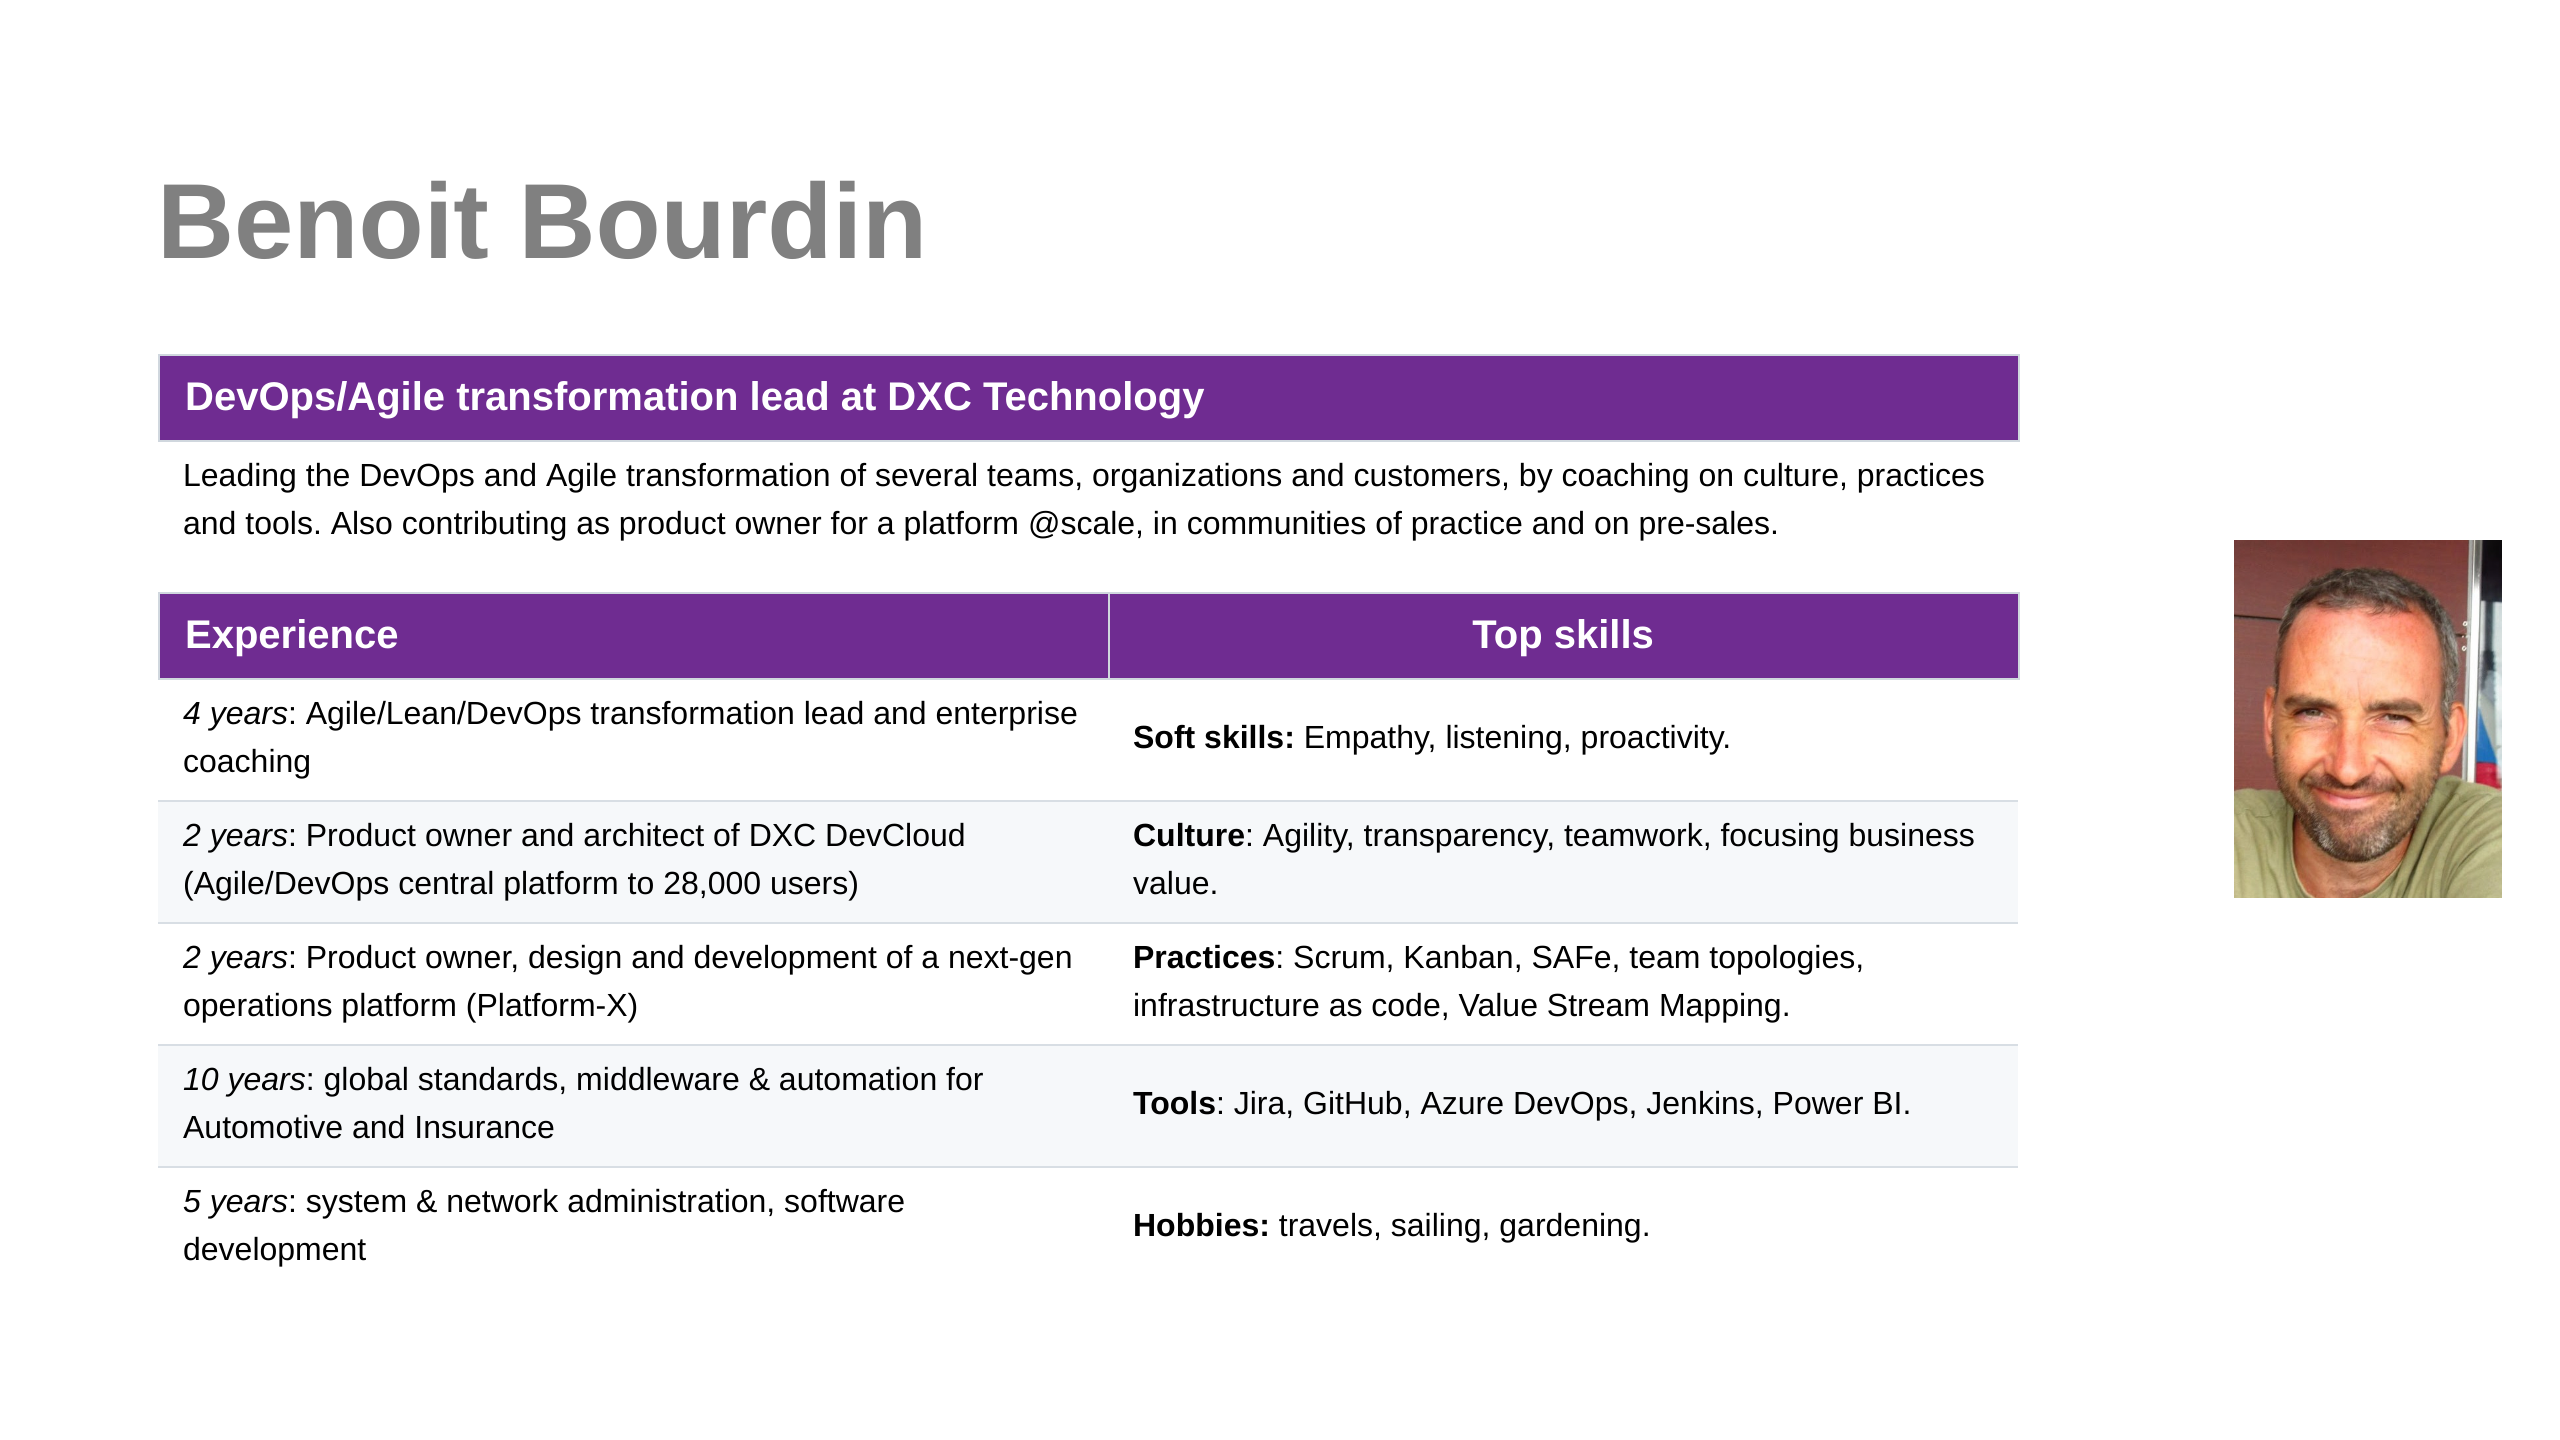 Benoit Bourdin
DevOps/Agile transformation lead at DXC Technology
Leading the DevOps and Agile transformation of several teams, organizations and customers, by coaching on culture, practices
and tools. Also contributing as product owner for a platform @scale, in communities of practice and on pre-sales.
Experience
Top skills
4 years: Agile/Lean/DevOps transformation lead and enterprise
coaching
Soft skills: Empathy, listening, proactivity.
2 years: Product owner and architect of DXC DevCloud
(Agile/DevOps central platform to 28,000 users)
Culture: Agility, transparency, teamwork, focusing business
value.
2 years: Product owner, design and development of a next-gen
operations platform (Platform-X)
Practices: Scrum, Kanban, SAFe, team topologies,
infrastructure as code, Value Stream Mapping.
10 years: global standards, middleware & automation for
Automotive and Insurance
Tools: Jira, GitHub, Azure DevOps, Jenkins, Power BI.
5 years: system & network administration, software
development
Hobbies: travels, sailing, gardening.